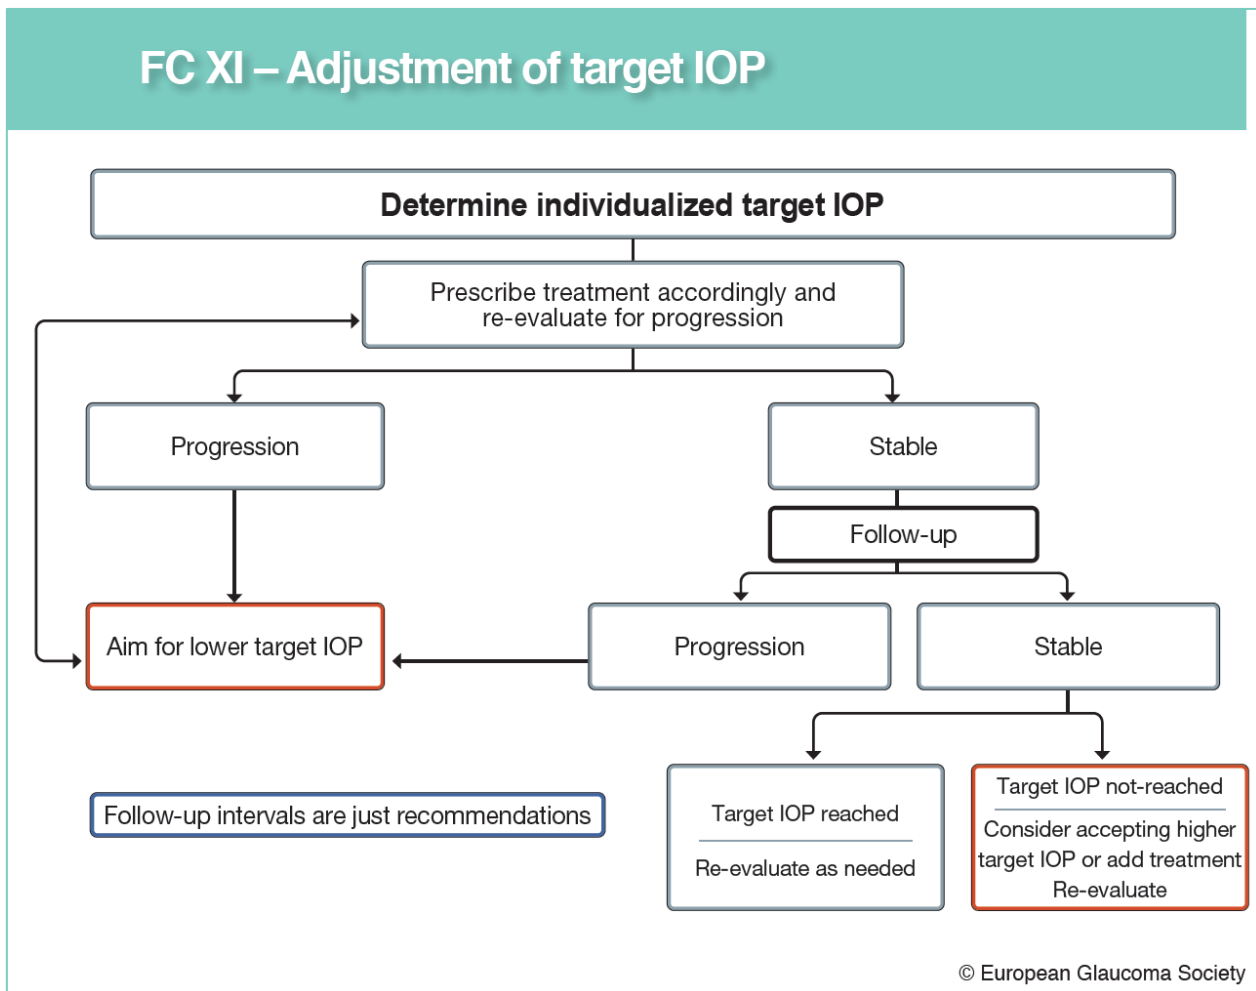 FC XI – Adjustment of target IOP
Determine individualized target IOP
Prescribe treatment accordingly and
re-evaluate for progression
Progression
Stable
Follow-up
Aim for lower target IOP
Progression
Stable
Follow-up intervals are just recommendations
Target IOP reached
Re-evaluate as needed
Target IOP not-reached
Consider accepting higher
target IOP or add treatment
Re-evaluate
© European Glaucoma Society